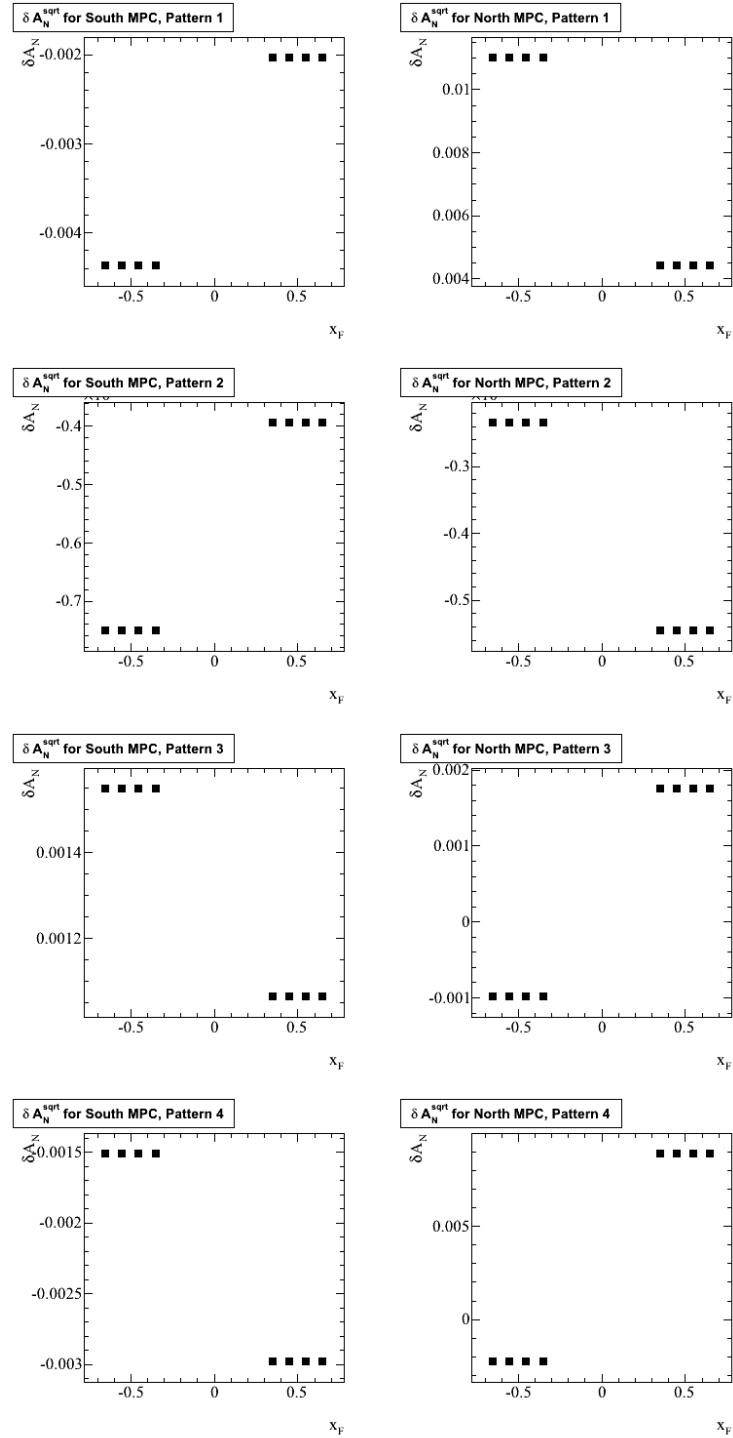 δ A_N^sqrt for South MPC, Pattern 1
δA_N
-0.002
-0.003
-0.004
-0.5 0 0.5
x_F
δ A_N^sqrt for North MPC, Pattern 1
δA_N
0.01
0.008
0.006
0.004
-0.5 0 0.5
x_F
δ A_N^sqrt for South MPC, Pattern 2
δA_N
-0.4
-0.5
-0.6
-0.7
-0.5 0 0.5
x_F
δ A_N^sqrt for North MPC, Pattern 2
δA_N
-0.3
-0.4
-0.5
-0.5 0 0.5
x_F
δ A_N^sqrt for South MPC, Pattern 3
δA_N
0.0014
0.0012
-0.5 0 0.5
x_F
δ A_N^sqrt for North MPC, Pattern 3
δA_N
0.002
0.001
0
-0.001
-0.5 0 0.5
x_F
δ A_N^sqrt for South MPC, Pattern 4
δA_N
-0.0015
-0.002
-0.0025
-0.003
-0.5 0 0.5
x_F
δ A_N^sqrt for North MPC, Pattern 4
δA_N
0.005
0
-0.5 0 0.5
x_F